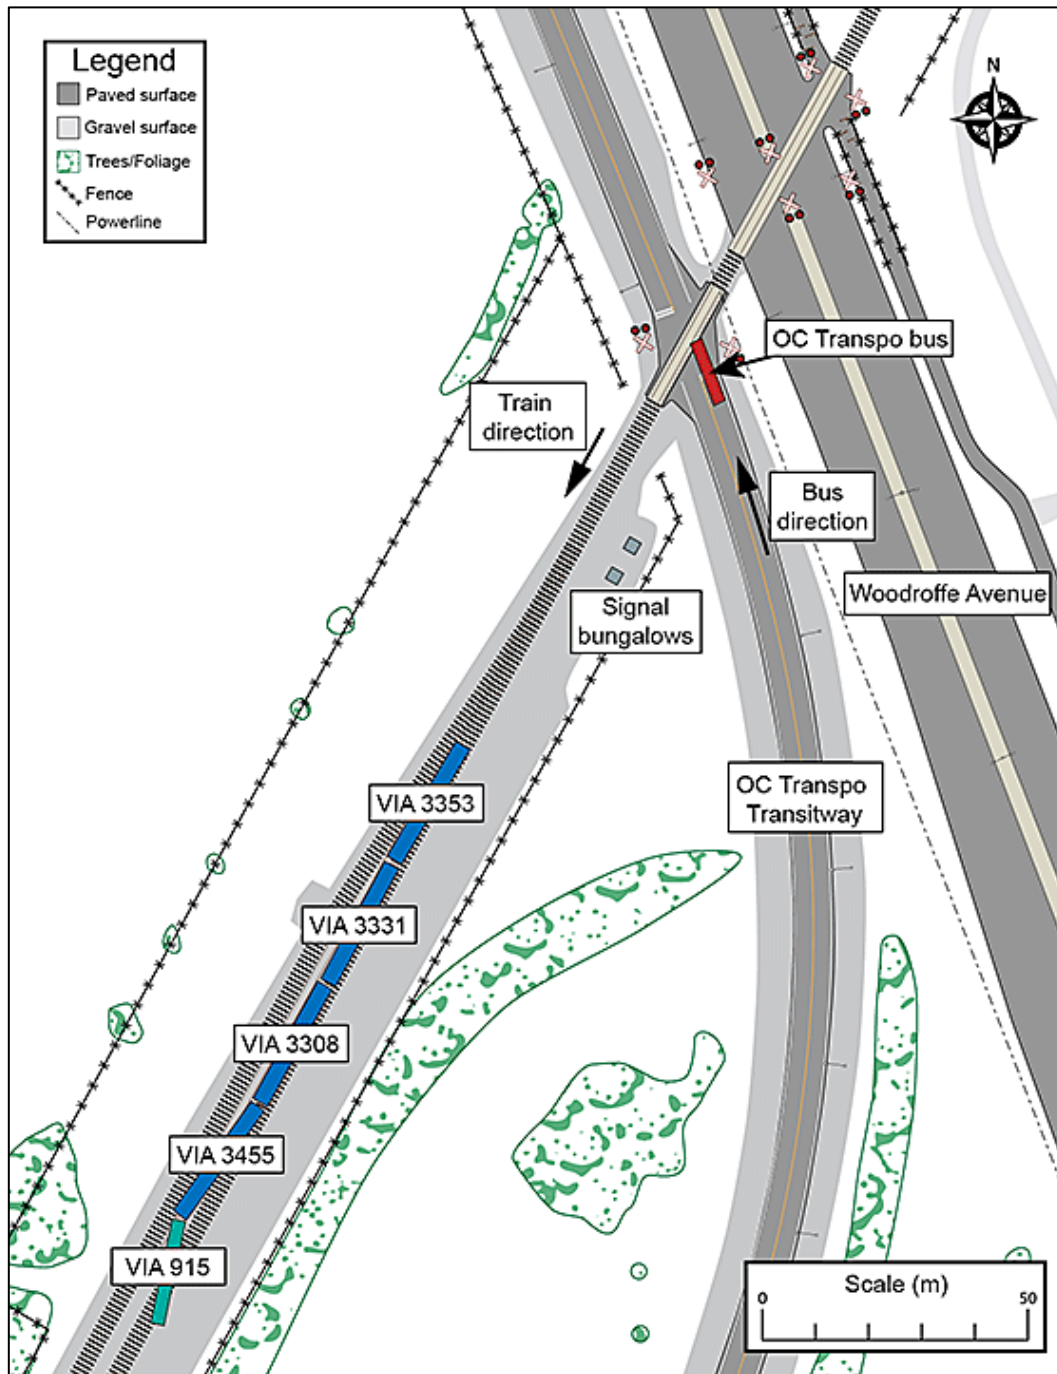 Legend
Paved surface
Gravel surface
Trees/Foliage
Fence
Powerline
N
OC Transpo bus
Train
direction
Bus
direction
Woodroffe Avenue
Signal
bungalows
OC Transpo
Transitway
VIA 3353
VIA 3331
VIA 3308
VIA 3455
VIA 915
Scale (m)
0 50